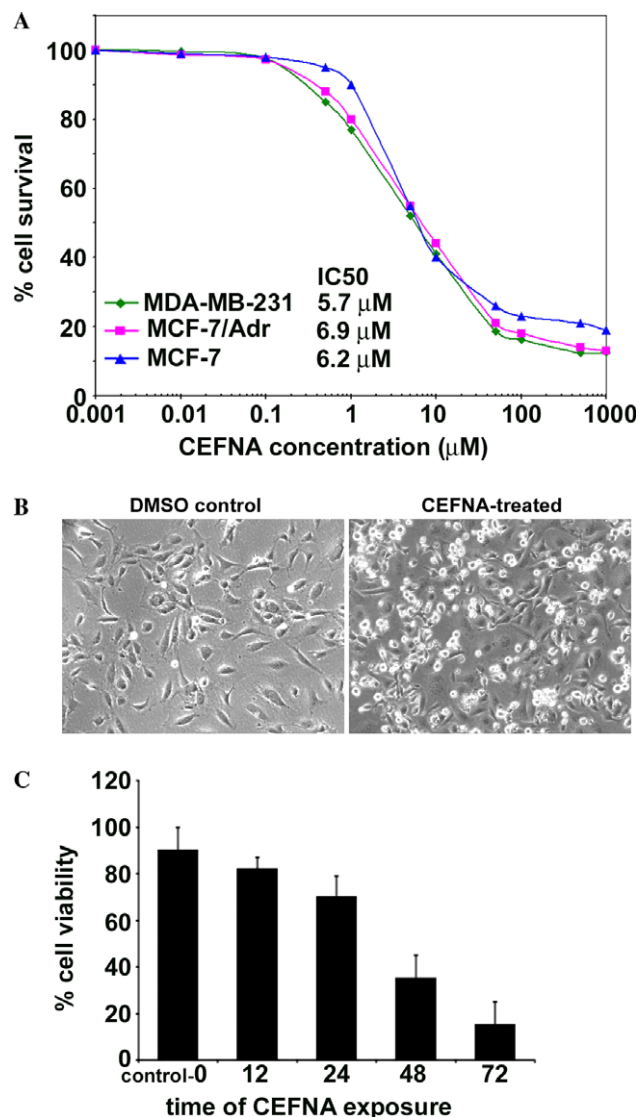 A
100
80
60
40
20
0
% cell survival
IC50
MDA-MB-231 5.7 μM
MCF-7/Adr 6.9 μM
MCF-7 6.2 μM
0.001 0.01 0.1 1 10 100 1000
CEFNA concentration (μM)
B
DMSO control CEFNA-treated
C
120
100
80
60
40
20
0
% cell viability
control-0 12 24 48 72
time of CEFNA exposure